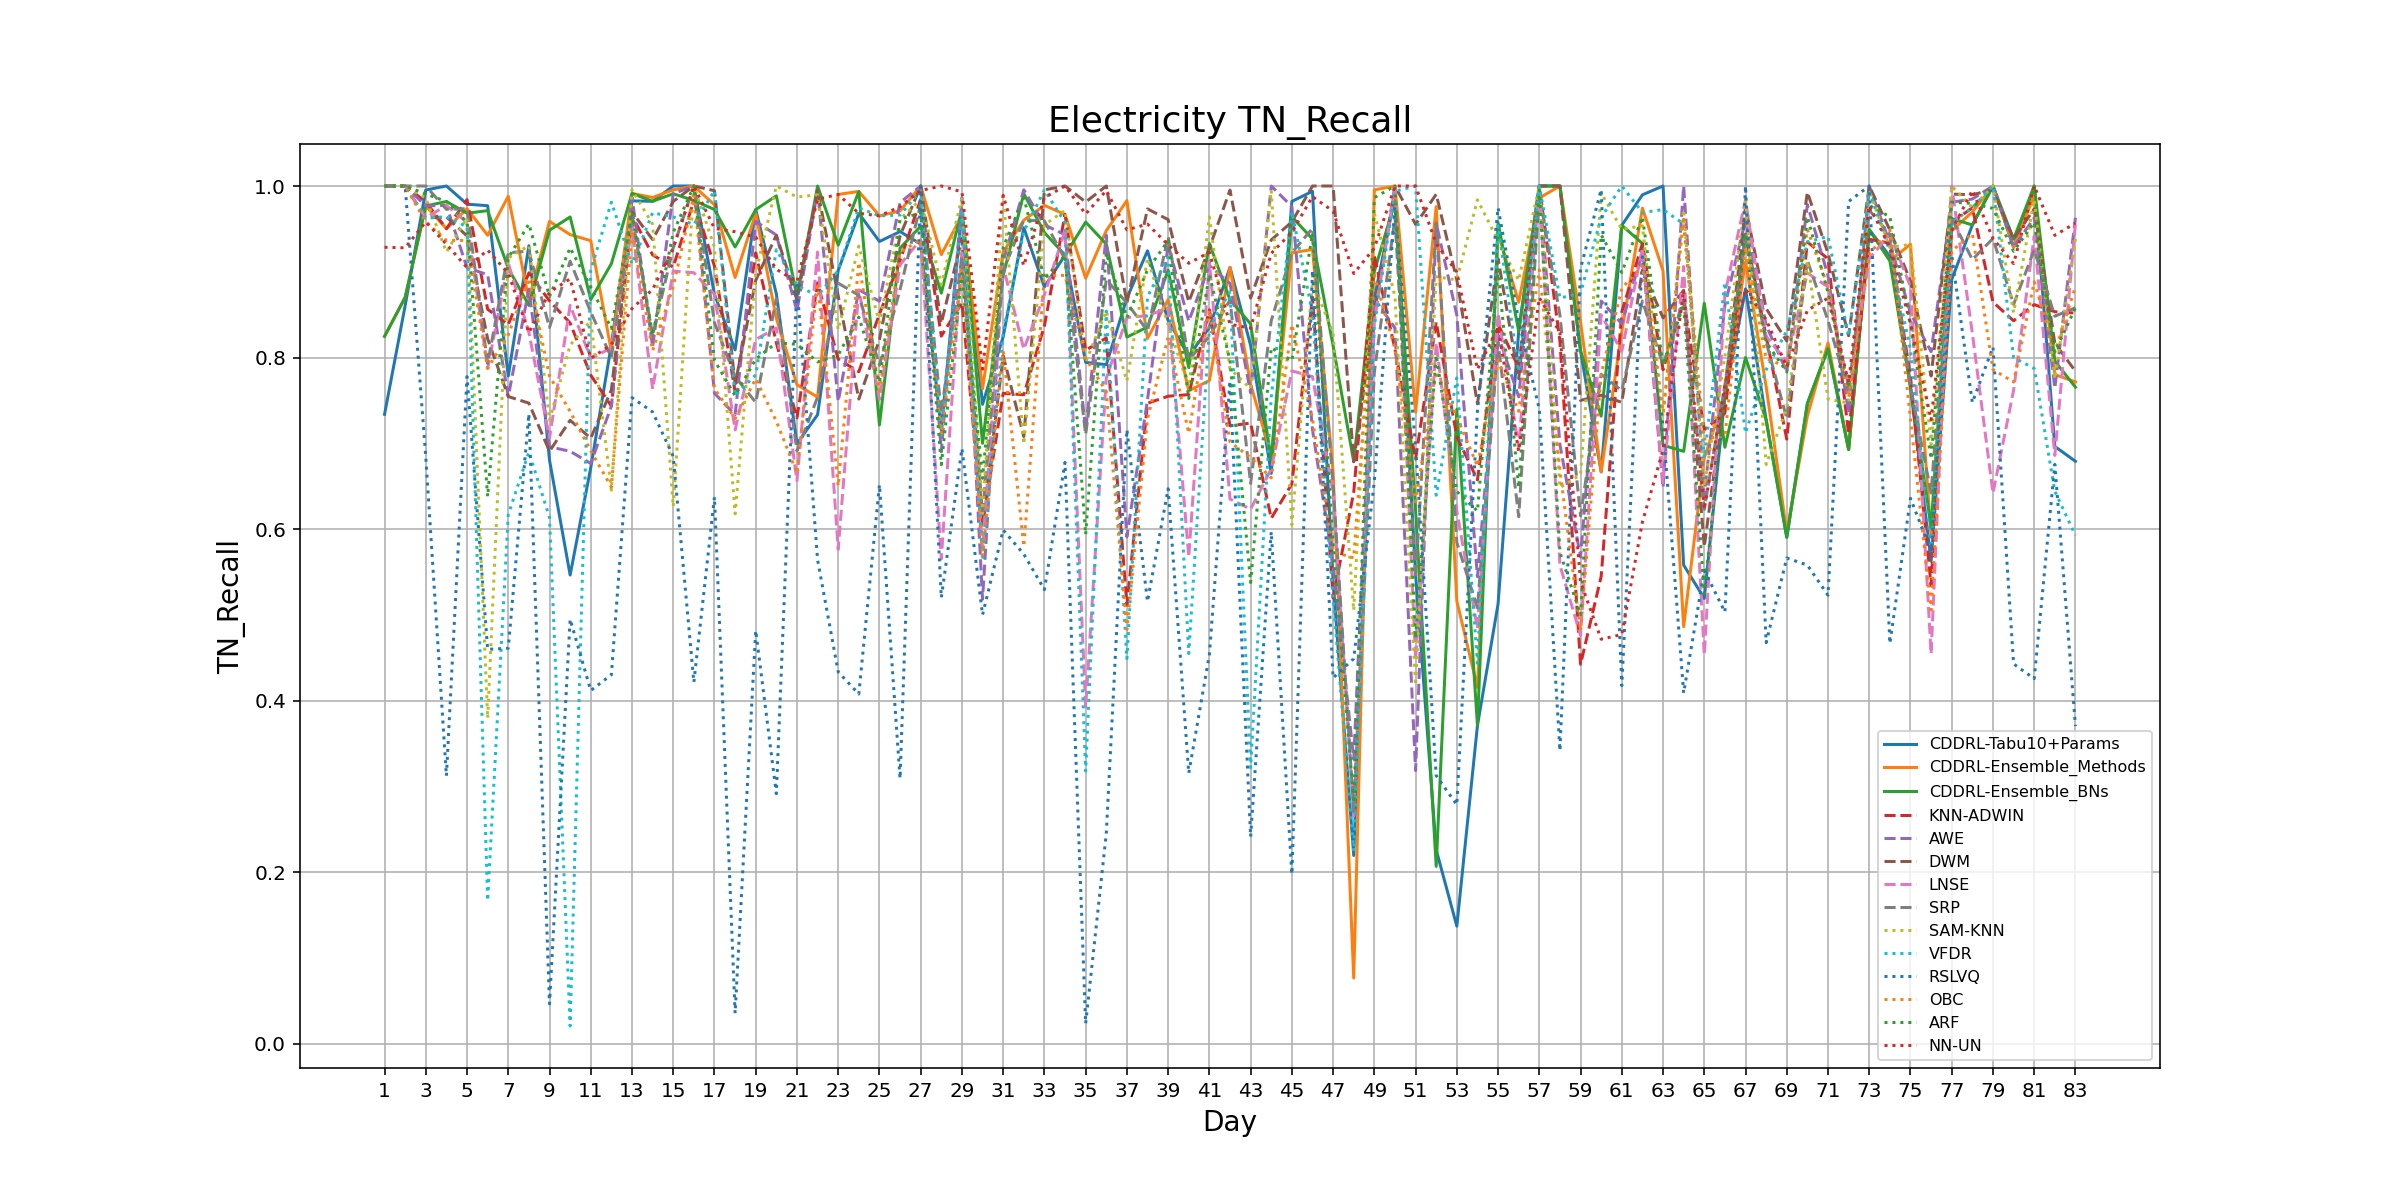 Electricity TN_Recall
TN_Recall
1.0
0.8
0.6
0.4
0.2
0.0
1 3 5 7 9 11 13 15 17 19 21 23 25 27 29 31 33 35 37 39 41 43 45 47 49 51 53 55 57 59 61 63 65 67 69 71 73 75 77 79 81 83
Day
CDDRL-Tabu10+Params
CDDRL-Ensemble_Methods
CDDRL-Ensemble_BNs
KNN-ADWIN
AWE
DWM
LNSE
SRP
SAM-KNN
VFDR
RSLVQ
OBC
ARF
NN-UN